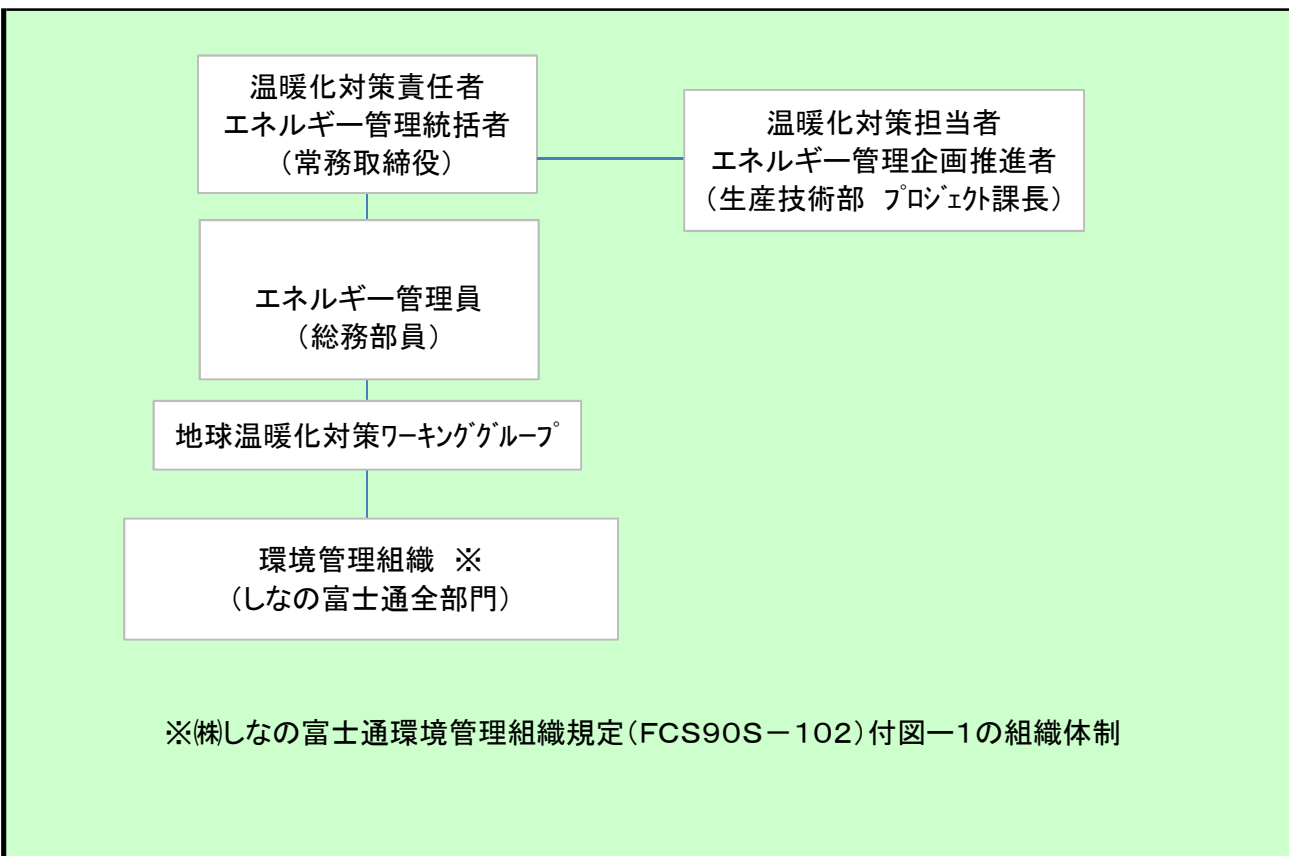 温暖化対策責任者
エネルギー管理統括者
（常務取締役）
温暖化対策担当者
エネルギー管理企画推進者
（生産技術部　ﾌﾟﾛｼﾞｪｸﾄ課長）
エネルギー管理員
（総務部員）
地球温暖化対策ﾜｰｷﾝｸﾞｸﾞﾙｰﾌﾟ
環境管理組織　※
（しなの富士通全部門）
※㈱しなの富士通環境管理組織規定（ＦＣＳ９０Ｓ－１０２）付図－１の組織体制